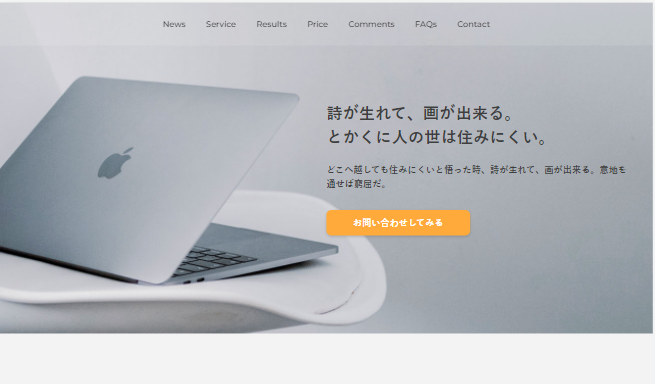 News Service Results Price Comments FAQs Contact
詩が生れて、画が出来る。
とかくに人の世は住みにくい。
どこへ越しても住みにくいと悟った時、詩が生れて、画が出来る。意地を
通せば窮屈だ。
お問い合わせしてみる